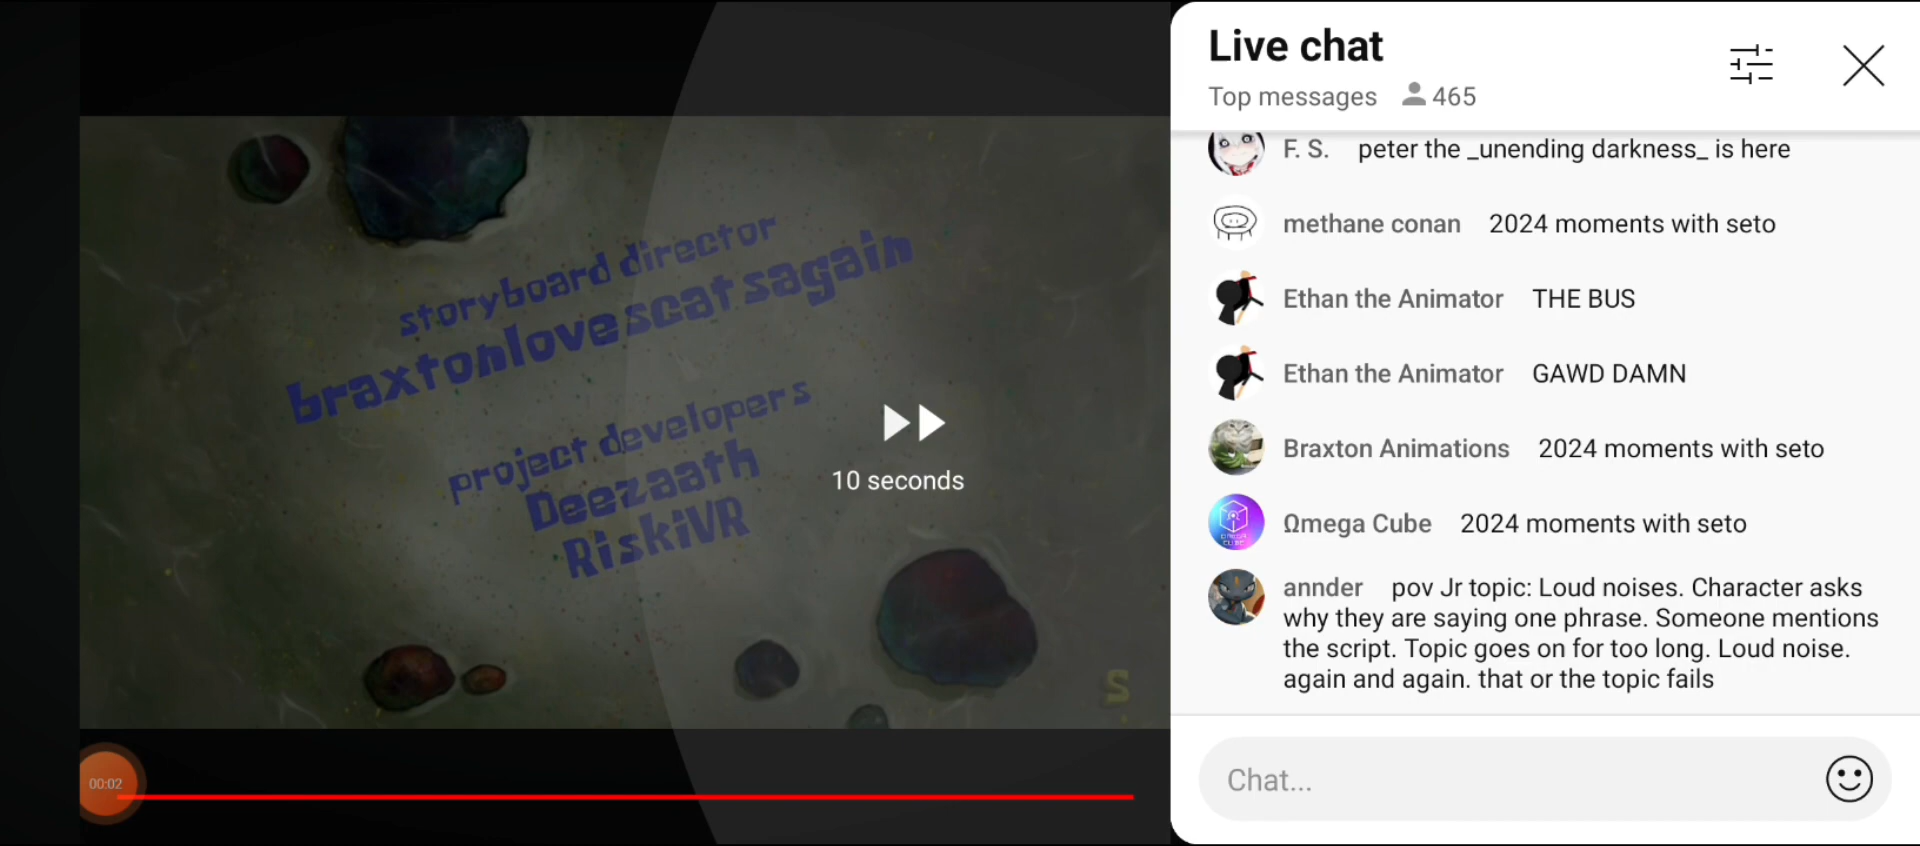 storyboard director
braxtonlovescatsagain
project developers
Deezaath
RiskiVR
10 seconds
S
00:02
Live chat
Top messages 465
F. S. peter the _unending darkness_ is here
methane conan 2024 moments with seto
Ethan the Animator THE BUS
Ethan the Animator GAWD DAMN
Braxton Animations 2024 moments with seto
Ωmega Cube 2024 moments with seto
annder pov Jr topic: Loud noises. Character asks
why they are saying one phrase. Someone mentions
the script. Topic goes on for too long. Loud noise.
again and again. that or the topic fails
Chat...